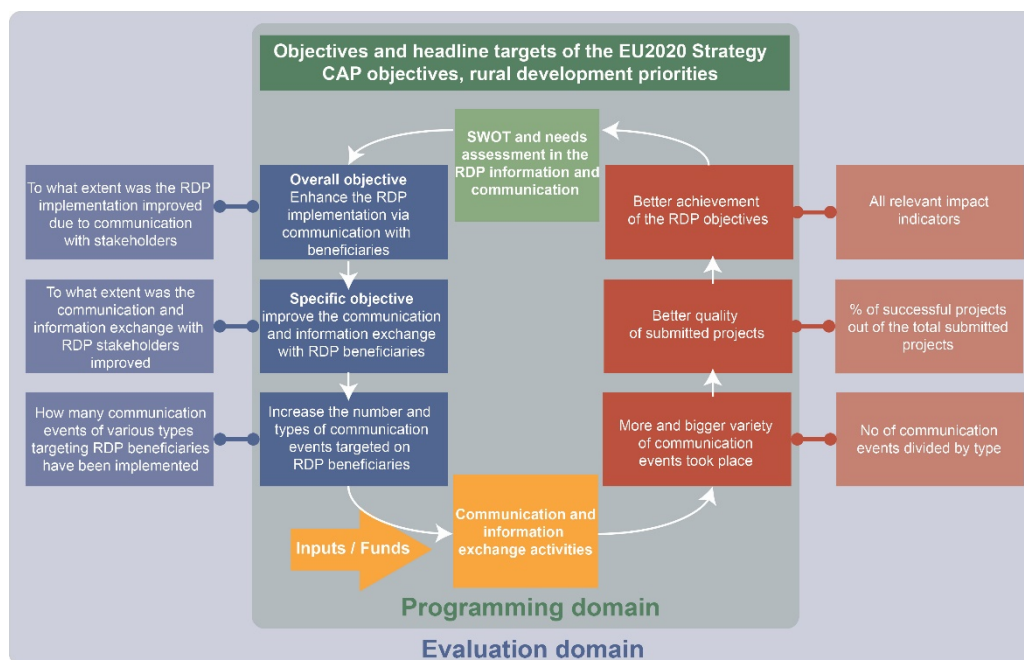 Objectives and headline targets of the EU2020 Strategy
CAP objectives, rural development priorities
SWOT and needs
assessment in the
RDP information and
communication
To what extent was the RDP
implementation improved
due to communication
with stakeholders
Overall objective
Enhance the RDP
implementation via
communication with
beneficiaries
Better achievement
of the RDP objectives
All relevant impact
indicators
To what extent was the
communication and
information exchange with
RDP stakeholders
improved
Specific objective
improve the communication
and information exchange
with RDP beneficiaries
Better quality
of submitted projects
% of successful projects
out of the total submitted
projects
How many communication
events of various types
targeting RDP beneficiaries
have been implemented
Increase the number and
types of communication
events targeted on
RDP beneficiaries
More and bigger variety
of communication
events took place
No of communication
events divided by type
Inputs / Funds
Communication and
information
exchange activities
Programming domain
Evaluation domain